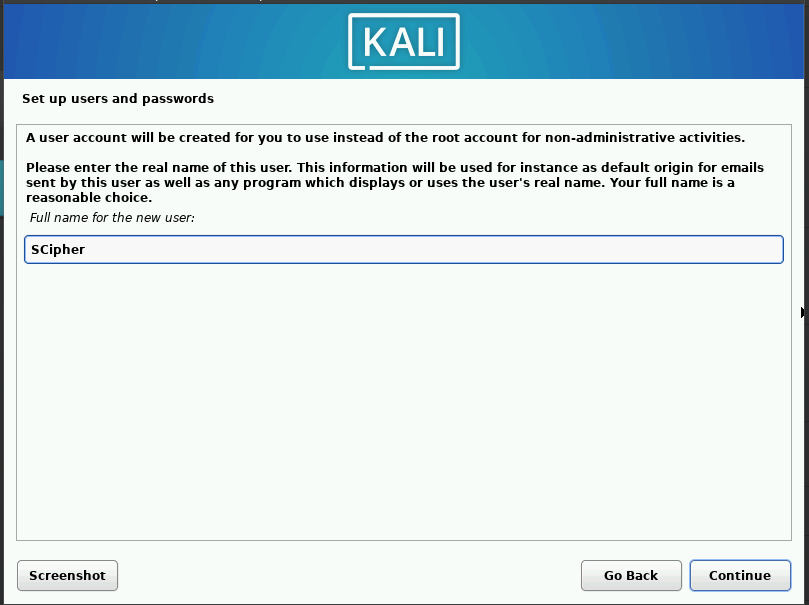 KALI
Set up users and passwords
A user account will be created for you to use instead of the root account for non-administrative activities.
Please enter the real name of this user. This information will be used for instance as default origin for emails
sent by this user as well as any program which displays or uses the user's real name. Your full name is a
reasonable choice.
Full name for the new user:
SCipher
Screenshot
Go Back
Continue